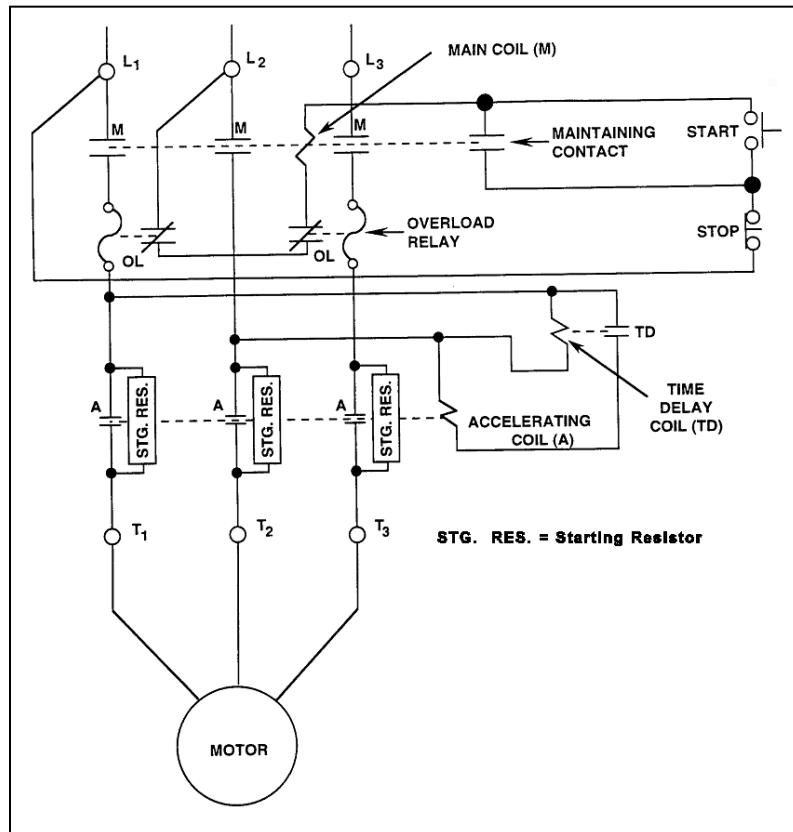 L1
L2
L3
MAIN COIL (M)
M
M
M
MAINTAINING
CONTACT
START
OVERLOAD
RELAY
STOP
OL
OL
TD
TIME
DELAY
COIL (TD)
A
STG. RES.
A
STG. RES.
A
STG. RES.
ACCELERATING
COIL (A)
T1
T2
T3
STG. RES. = Starting Resistor
MOTOR